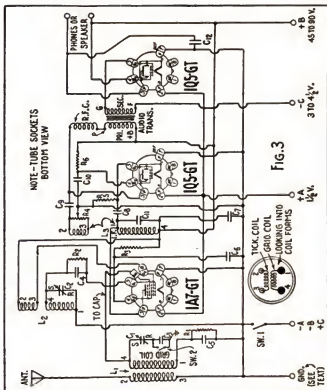 PHONES OR
SPEAKER
NOTE-TUBE SOCKETS
BOTTOM VIEW
+B
45 TO 90 V.
-C
3 TO 4½ V.
+A
1½ V.
-A
-B
+C
GND.
(SEE
TEXT)
ANT.
C12
1Q5-GT
R.F.C.
G
SEC.
F
P
PRI.
+B
AUDIO
TRANS.
R6
C10
C9
R5
R4
1Q5-GT
C8
C11
C7
L3
R3
C6
1A7-GT
R2
C4
C2
L2
TO CAP
L1
GRID COIL
SW.2
C5
R1
SW.1
TICK. COIL
GRID COIL
LOOKING INTO
COIL FORMS
FIG. 3